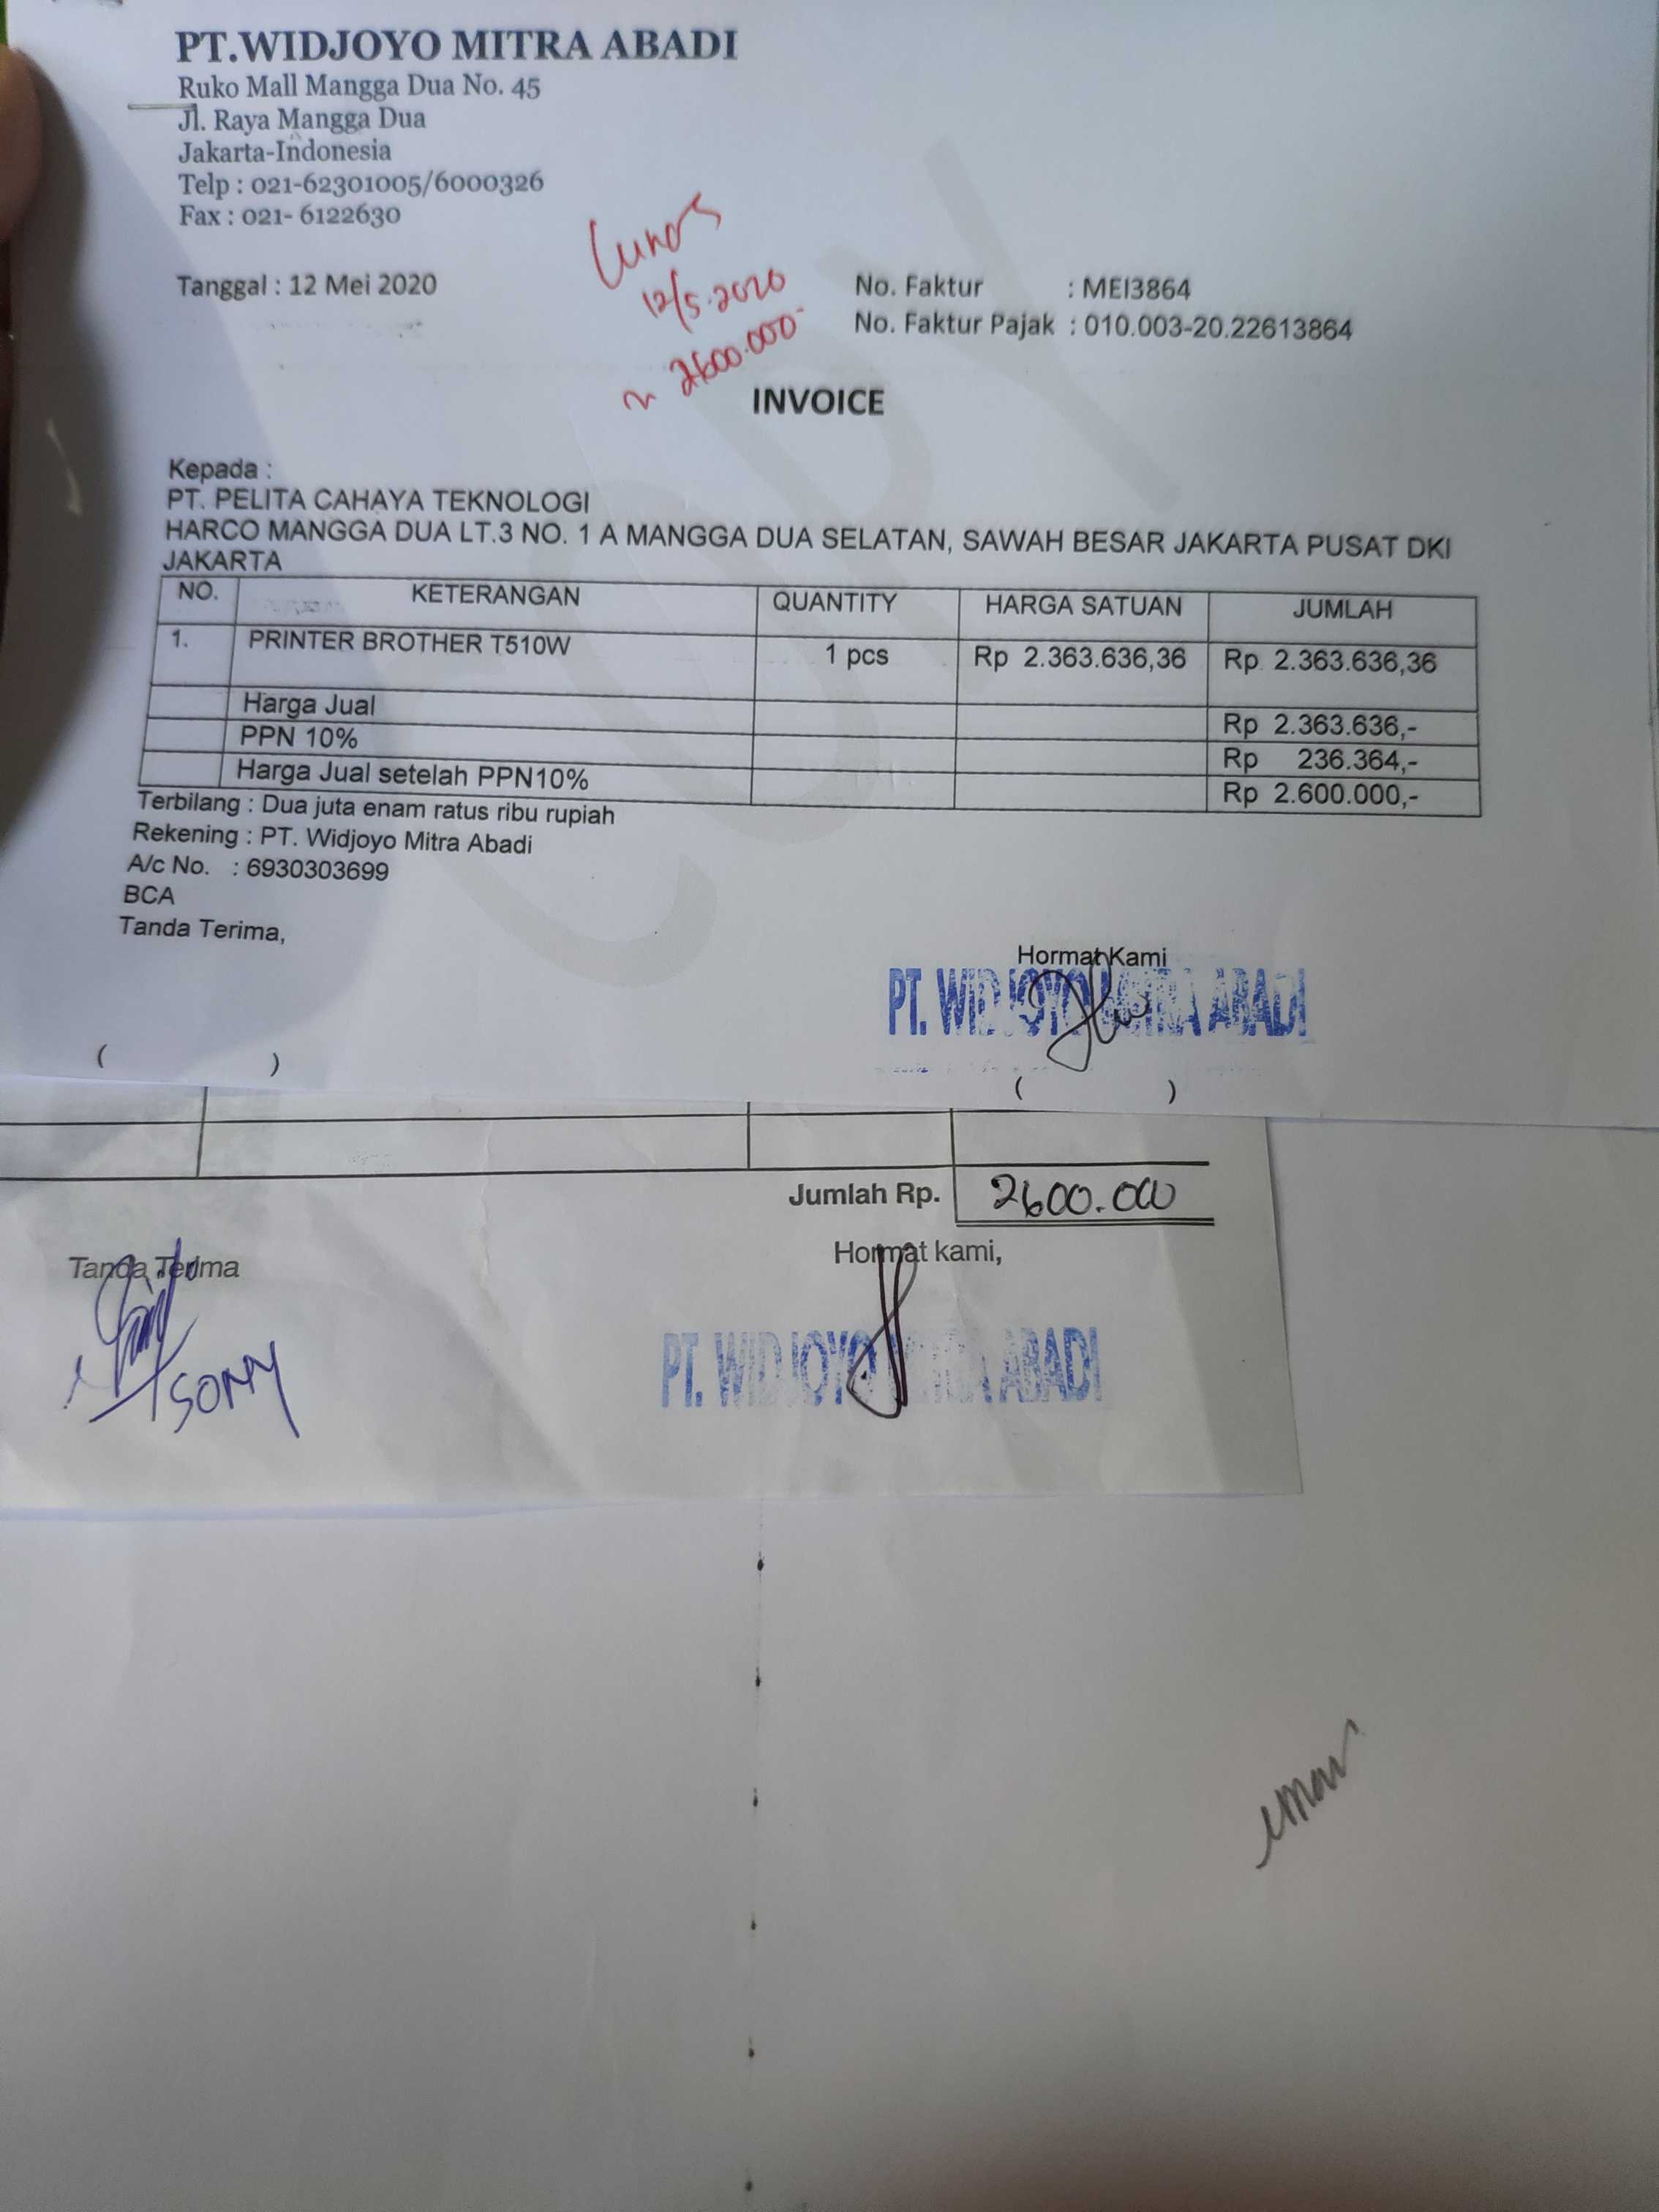 PT.WIDJOYO MITRA ABADI
Ruko Mall Mangga Dua No. 45
Jl. Raya Mangga Dua
Jakarta-Indonesia
Telp : 021-62301005/6000326
Fax : 021- 6122630
Tanggal : 12 Mei 2020
Lunas
12/5.2020
2600.000-
No. Faktur : MEI3864
No. Faktur Pajak : 010.003-20.22613864
INVOICE
COPY
Kepada :
PT. PELITA CAHAYA TEKNOLOGI
HARCO MANGGA DUA LT.3 NO. 1 A MANGGA DUA SELATAN, SAWAH BESAR JAKARTA PUSAT DKI
JAKARTA
NO. KETERANGAN QUANTITY HARGA SATUAN JUMLAH
1. PRINTER BROTHER T510W 1 pcs Rp 2.363.636,36 Rp 2.363.636,36
Harga Jual Rp 2.363.636,-
PPN 10% Rp 236.364,-
Harga Jual setelah PPN10% Rp 2.600.000,-
Terbilang : Dua juta enam ratus ribu rupiah
Rekening : PT. Widjoyo Mitra Abadi
A/c No. : 6930303699
BCA
Tanda Terima,
Hormat Kami
PT. WIDJOYO MITRA ABADI
( )
( )
Jumlah Rp. 2600.000
Tanda Terima
Hormat kami,
SONY
PT. WIDJOYO MITRA ABADI